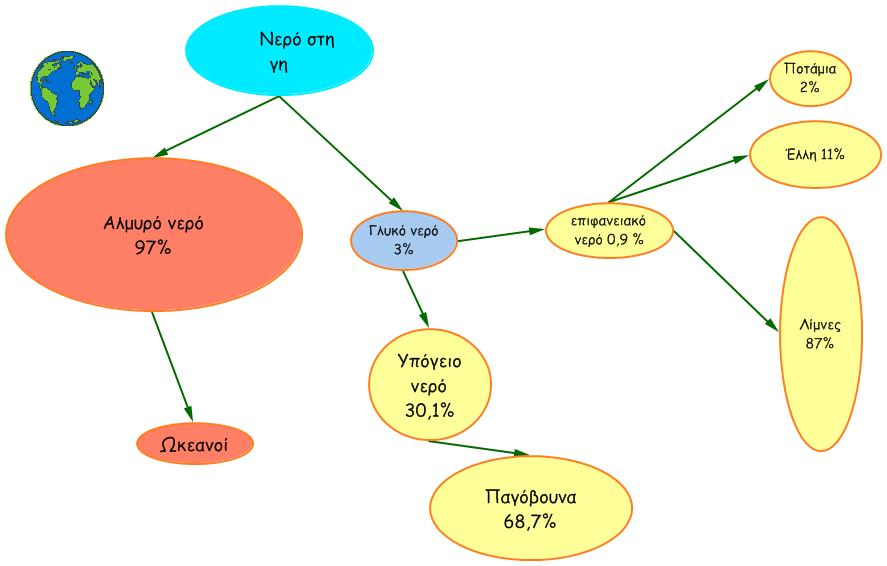 Νερό στη
γη
Αλμυρό νερό
97%
Ωκεανοί
Γλυκό νερό
3%
Υπόγειο
νερό
30,1%
Παγόβουνα
68,7%
επιφανειακό
νερό 0,9 %
Ποτάμια
2%
Έλλη 11%
Λίμνες
87%